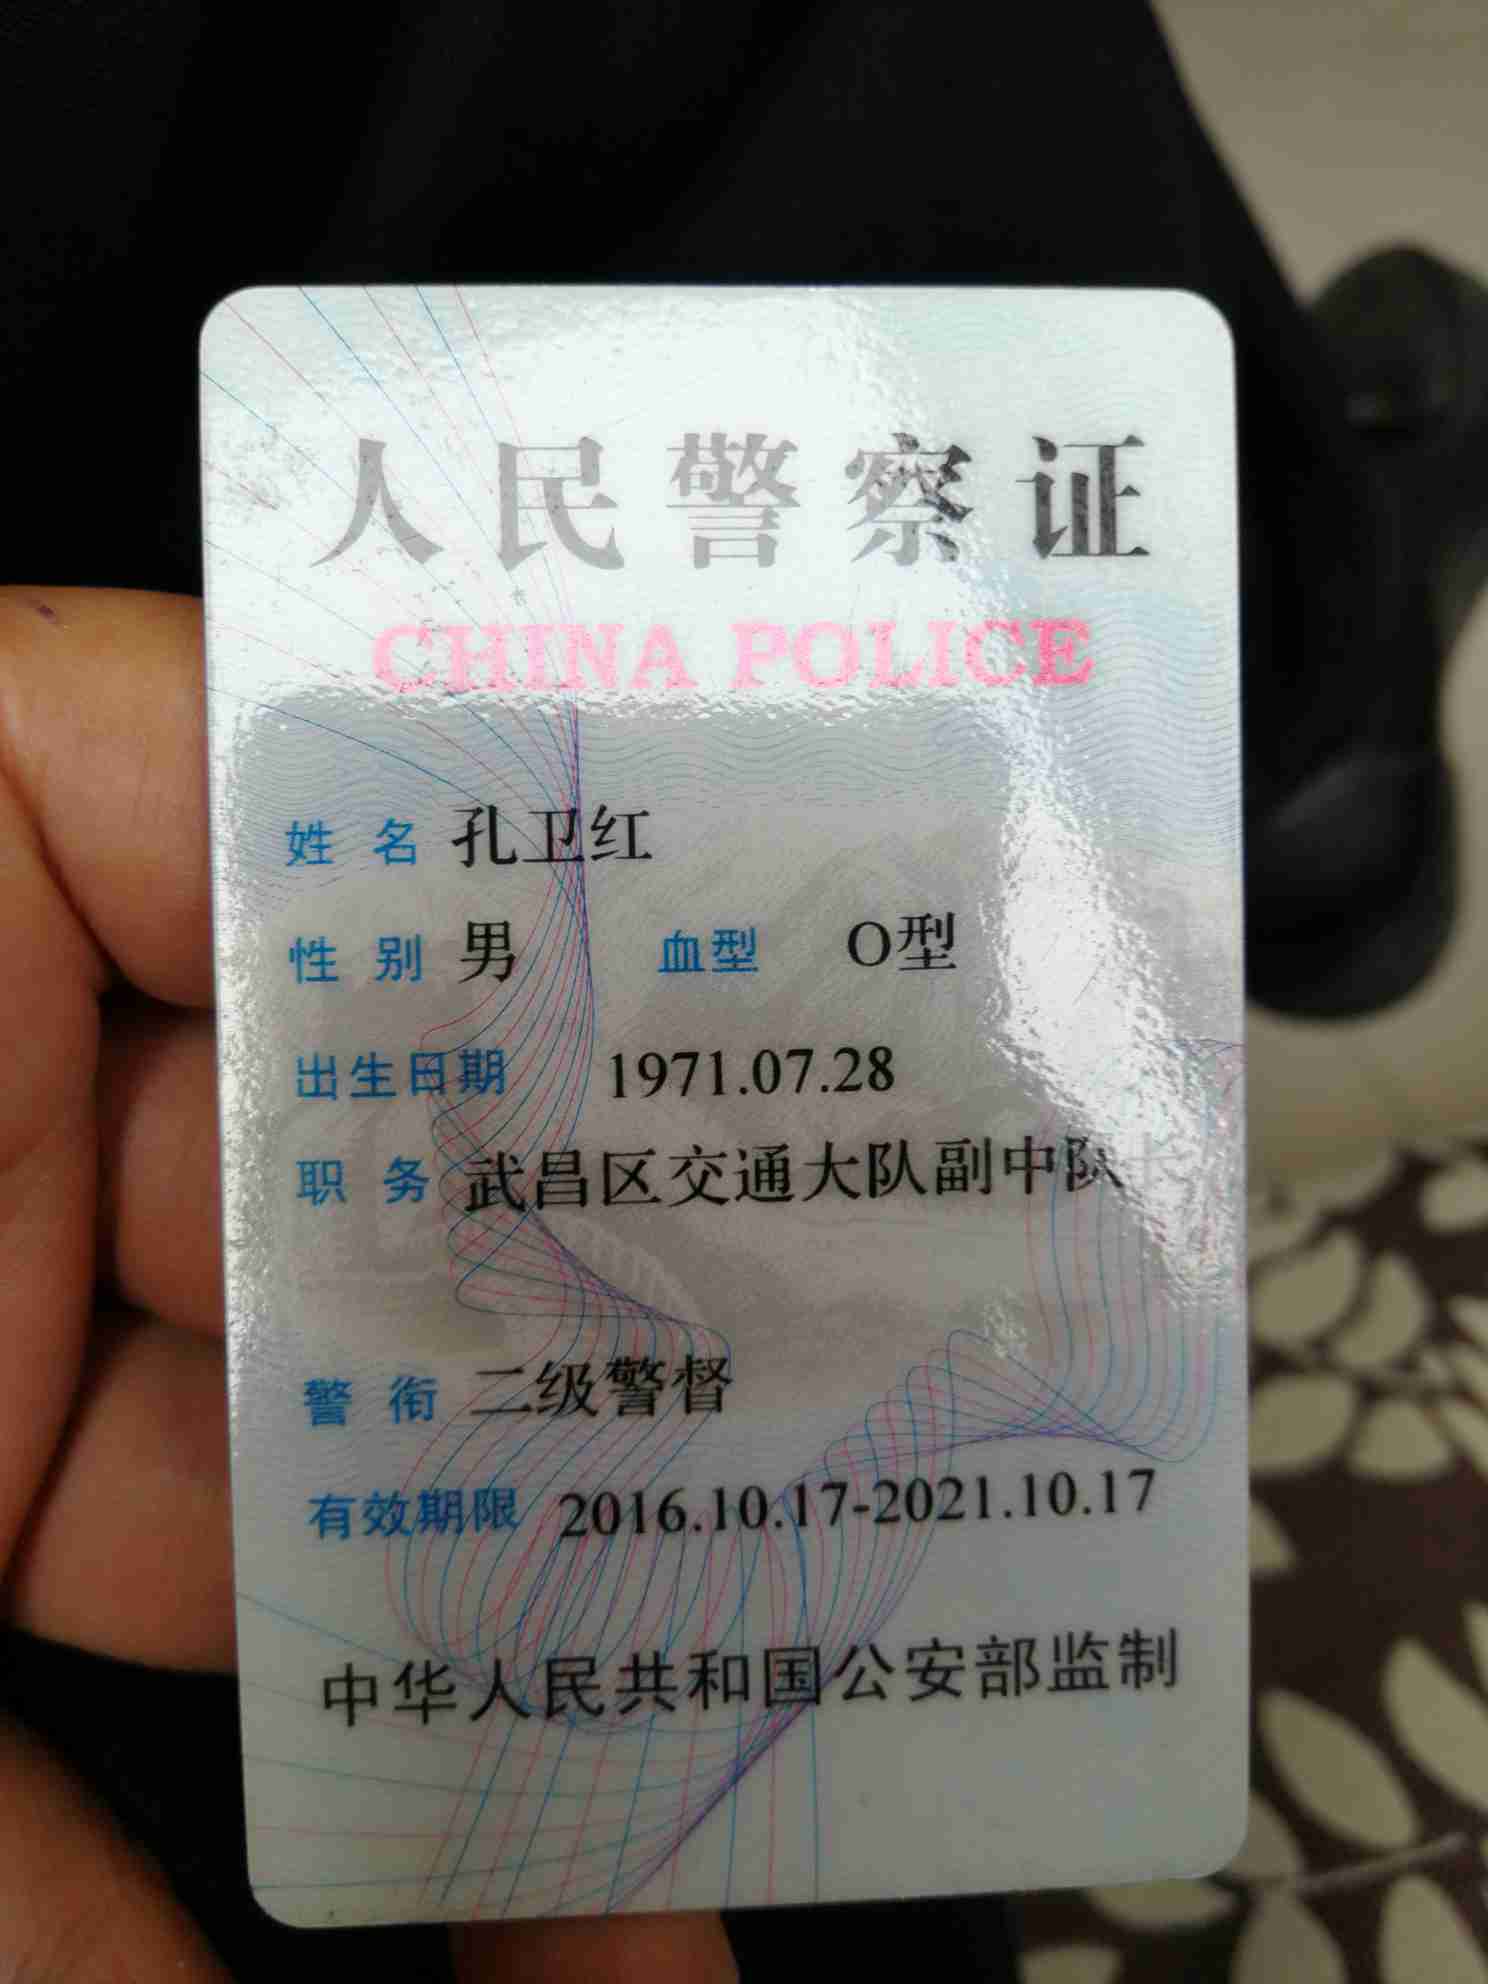 人民警察证
CHINA POLICE
姓名 孔卫红
性别 男 血型 O型
出生日期 1971.07.28
职务 武昌区交通大队副中队长
警衔 二级警督
有效期限 2016.10.17-2021.10.17
中华人民共和国公安部监制